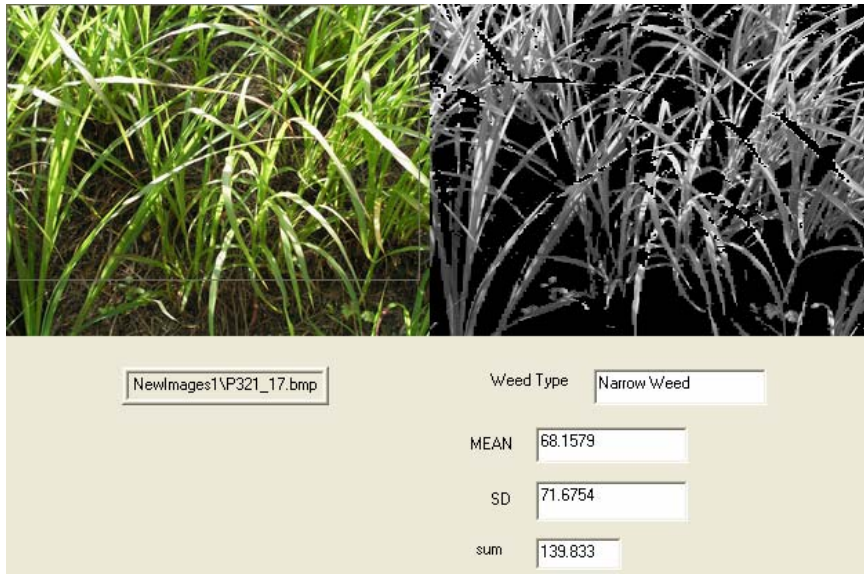 NewImages1\P321_17.bmp
Weed Type Narrow Weed
MEAN 68.1579
SD 71.6754
sum 139.833